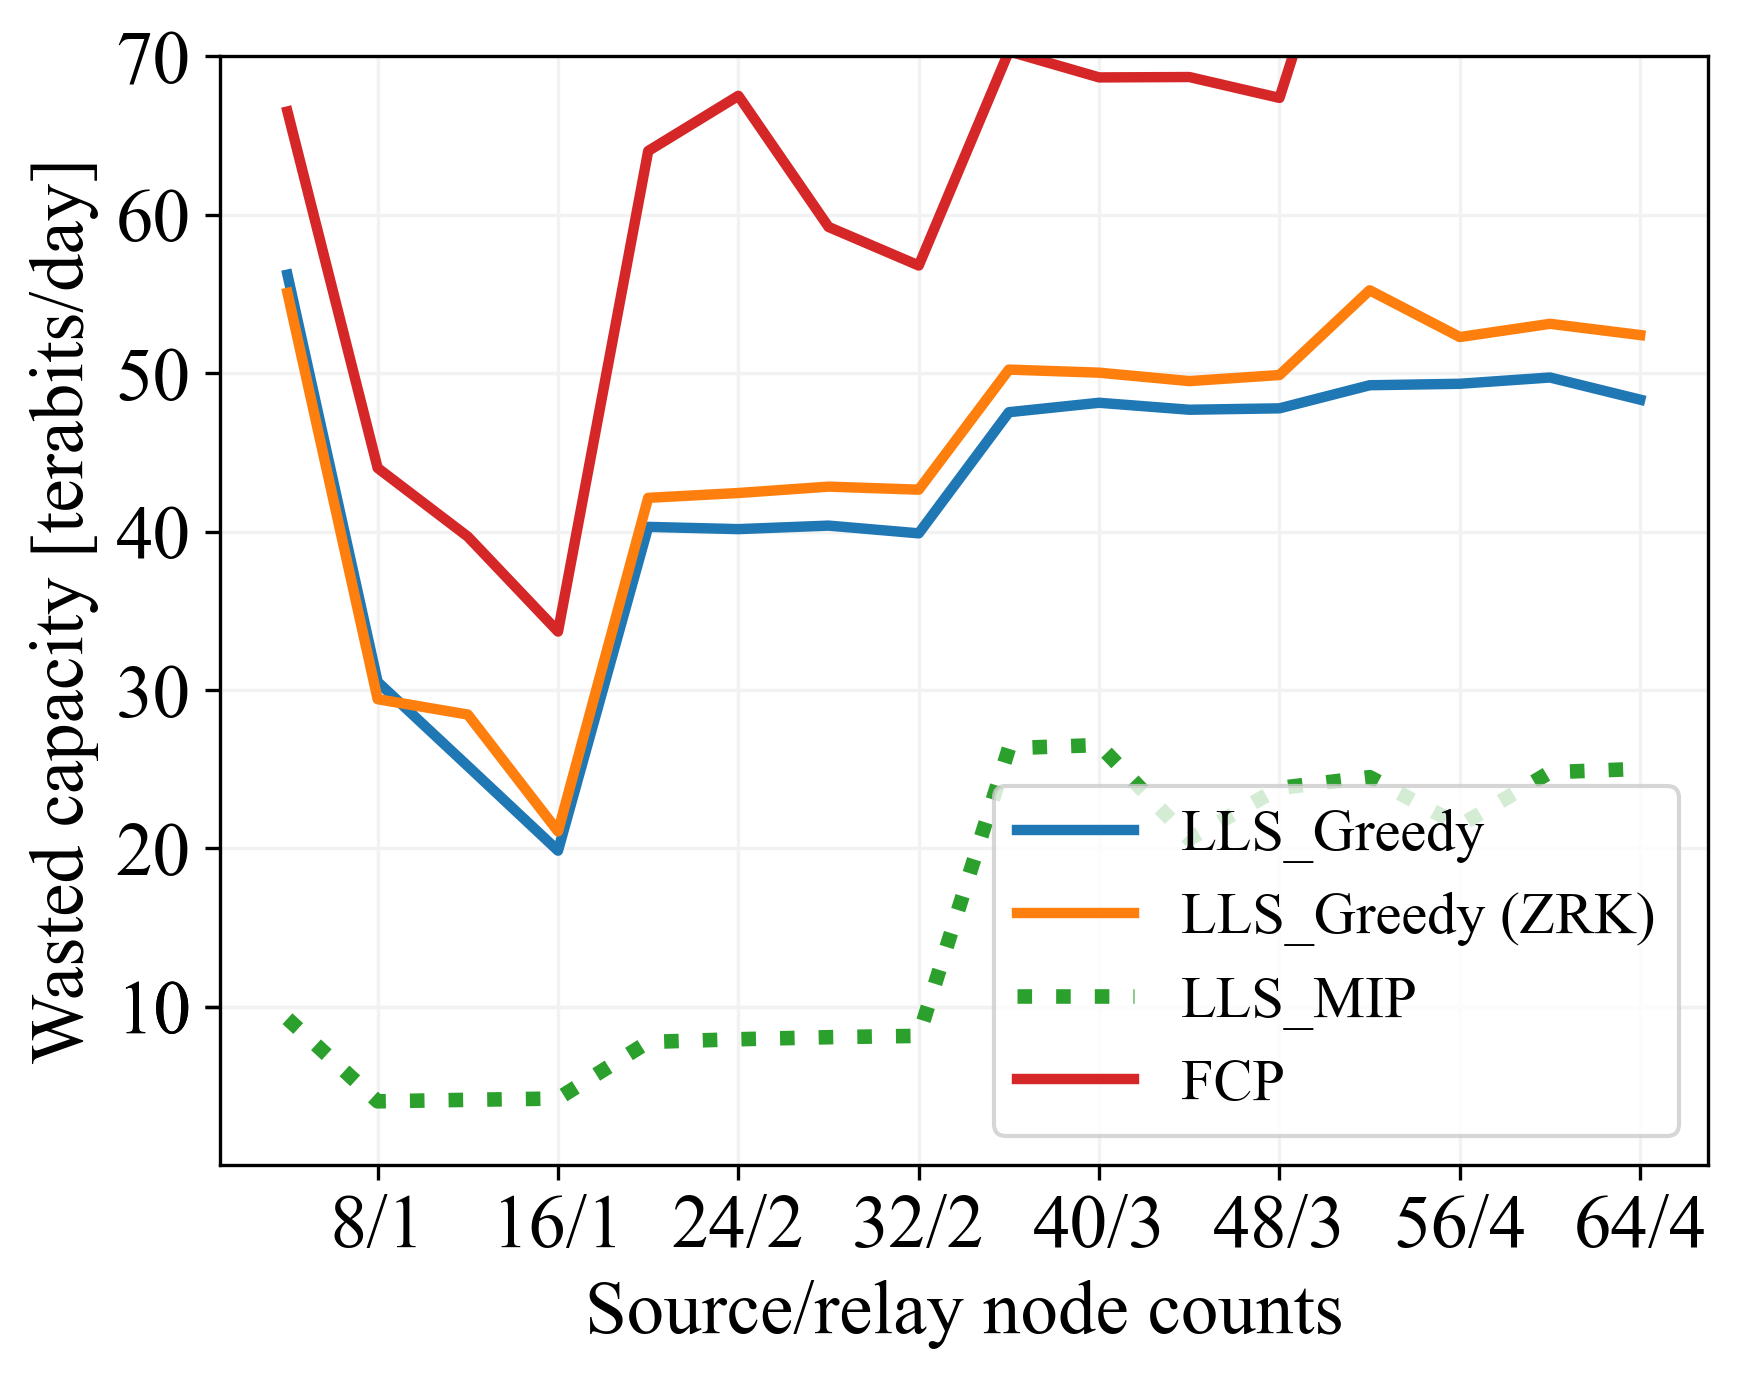 70
60
50
40
30
20
10
Wasted capacity [terabits/day]
LLS_Greedy
LLS_Greedy (ZRK)
LLS_MIP
FCP
8/1 16/1 24/2 32/2 40/3 48/3 56/4 64/4
Source/relay node counts